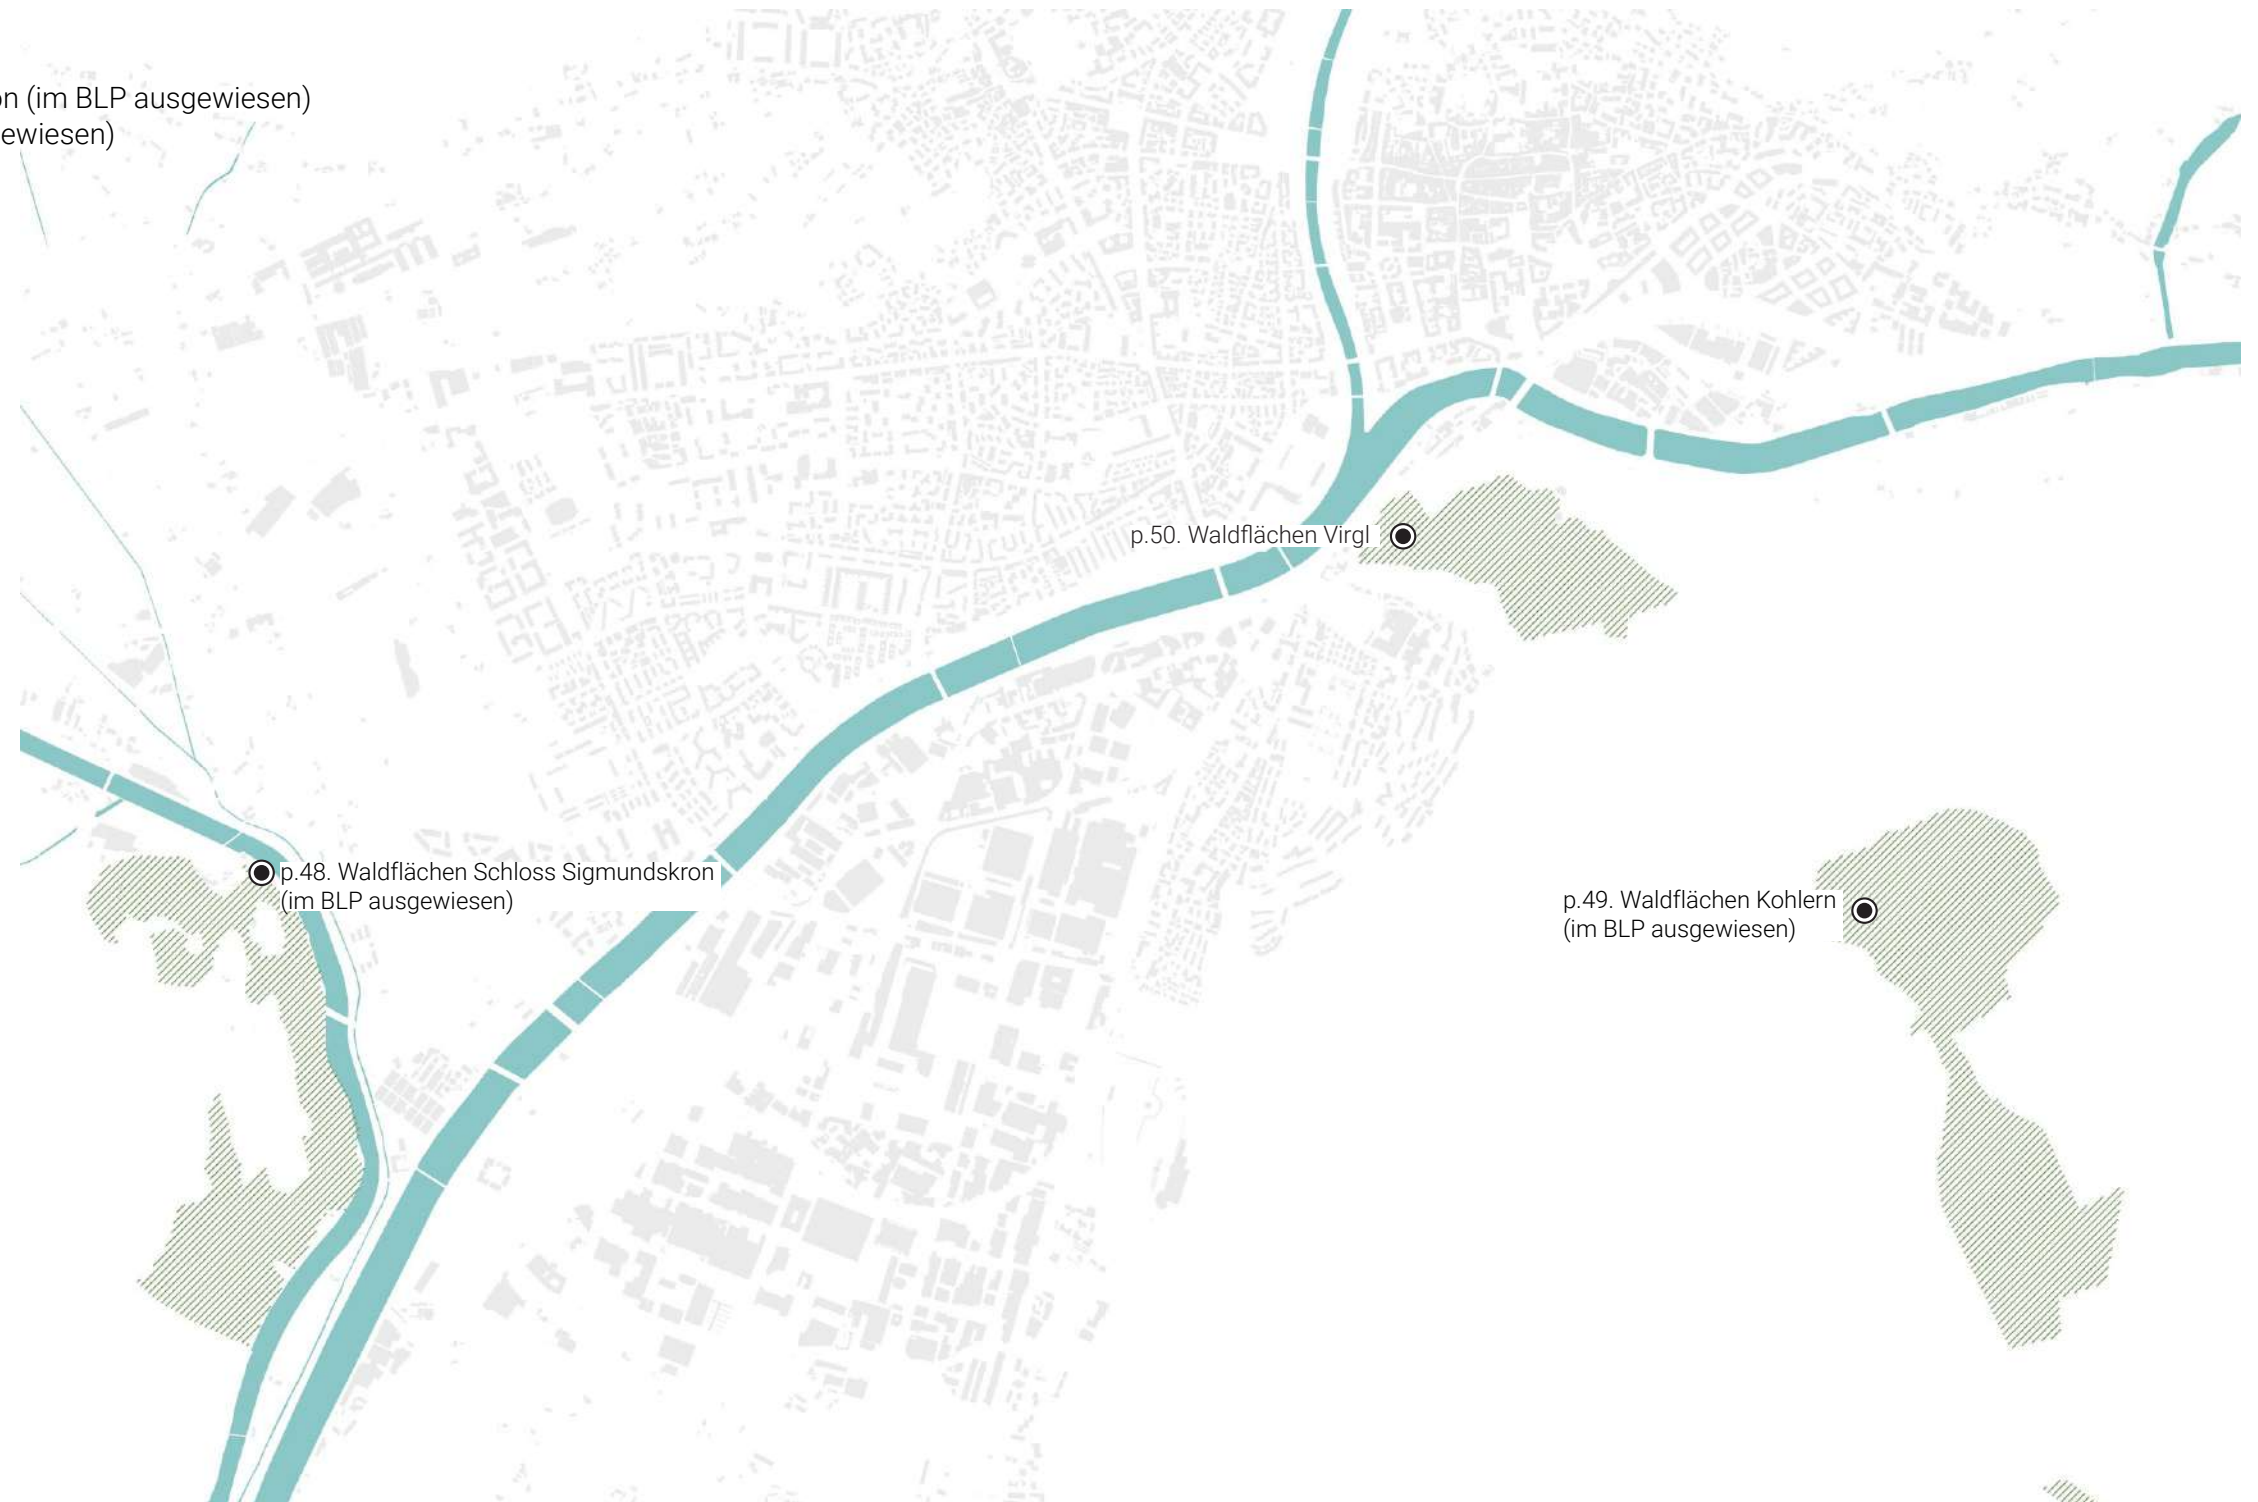 (im BLP ausgewiesen)
p.50. Waldflächen Virgl
p.48. Waldflächen Schloss Sigmundskron
(im BLP ausgewiesen)
p.49. Waldflächen Kohlern
(im BLP ausgewiesen)